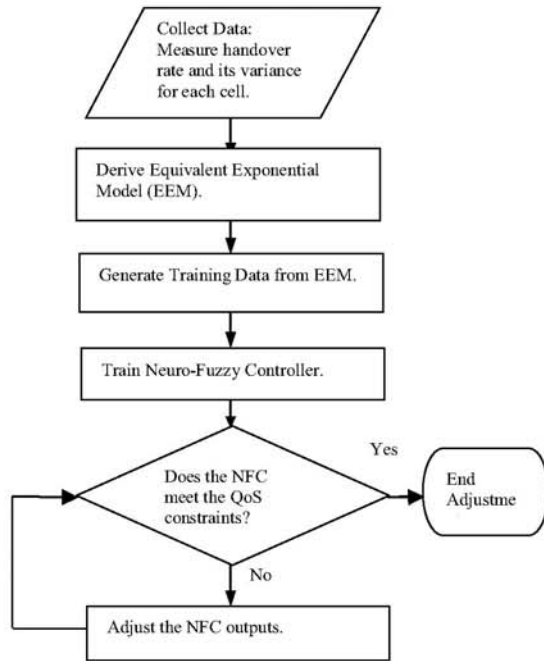 Collect Data:
Measure handover
rate and its variance
for each cell.
Derive Equivalent Exponential
Model (EEM).
Generate Training Data from EEM.
Train Neuro-Fuzzy Controller.
Does the NFC
meet the QoS
constraints?
Yes
End
Adjustme
No
Adjust the NFC outputs.